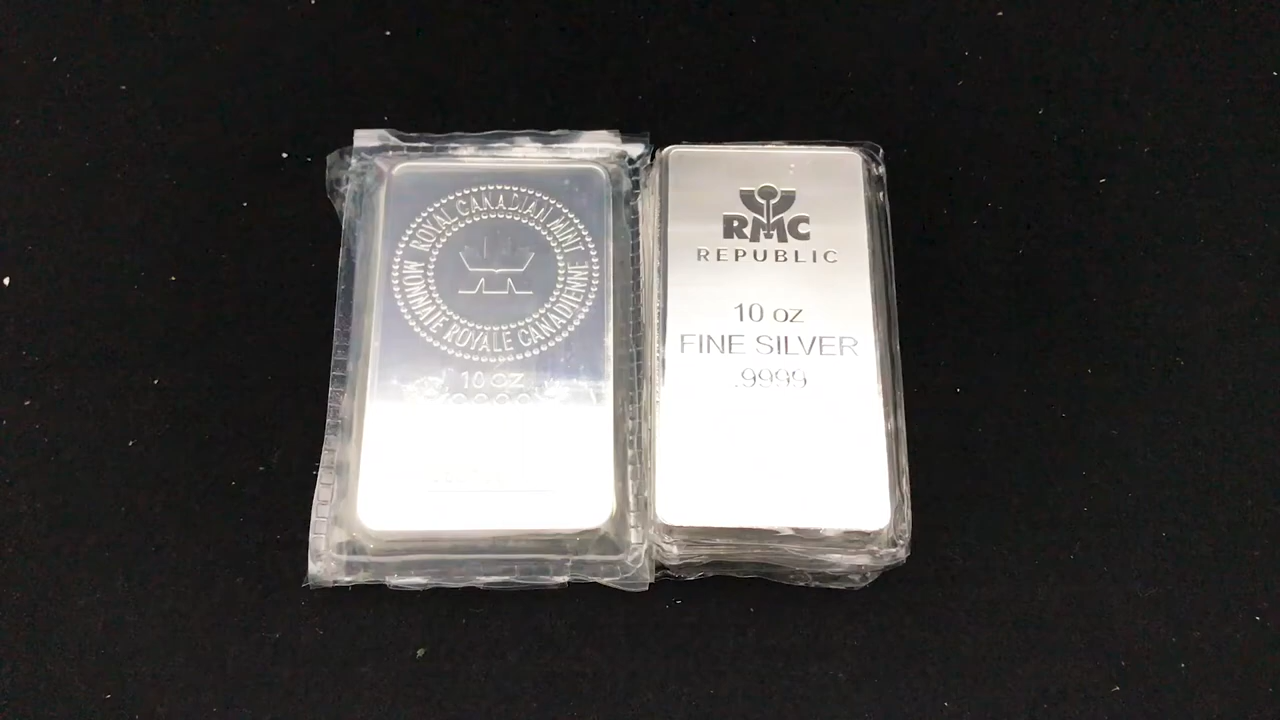 ROYAL CANADIAN MINT
MONNAIE ROYALE CANADIENNE
10 OZ
RMC
REPUBLIC
10 oz
FINE SILVER
.9999